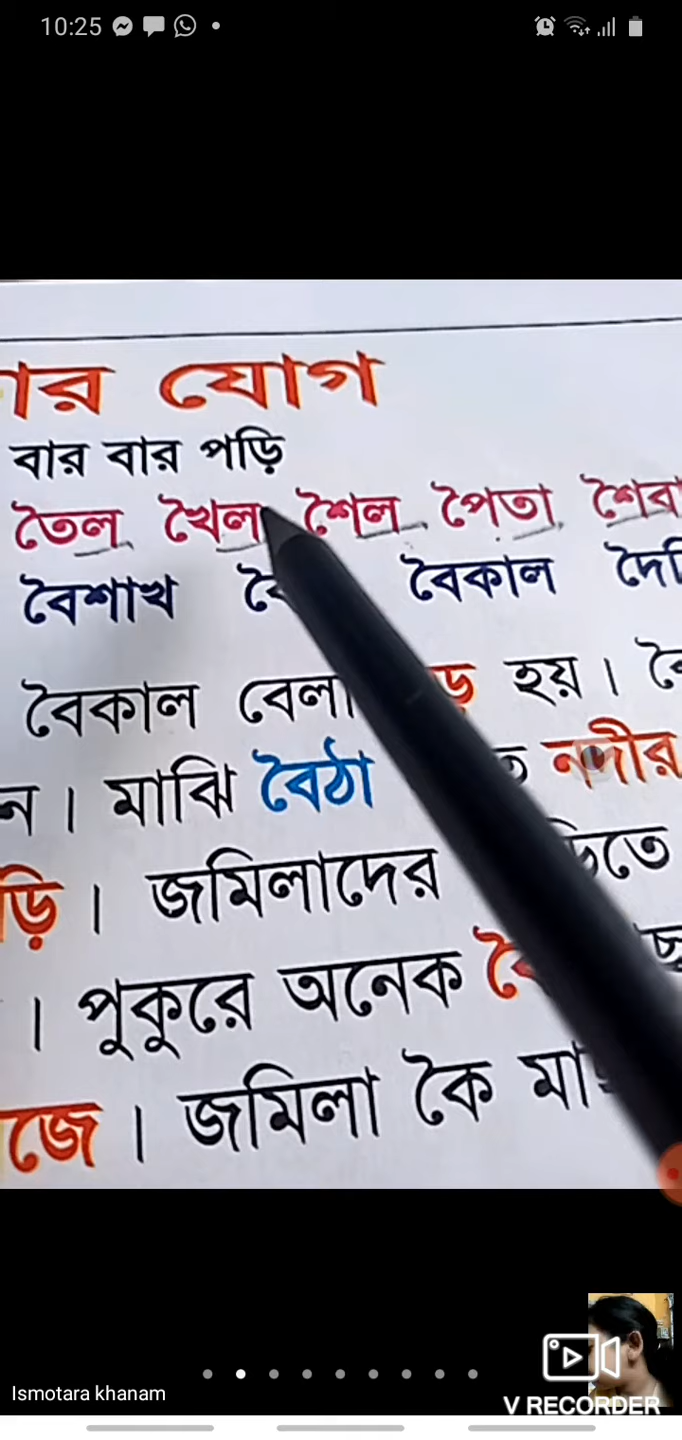 10:25
যোগ
বার বার পড়ি
তৈল খৈল শৈল পৈতা
বৈশাখ বৈকাল
বৈকাল বেলা হয়।
ন। মাঝি বৈঠা নদীর
ড়ি। জমিলাদের
। পুকুরে অনেক
জে। জমিলা কৈ
Ismotara khanam
V RECORDER